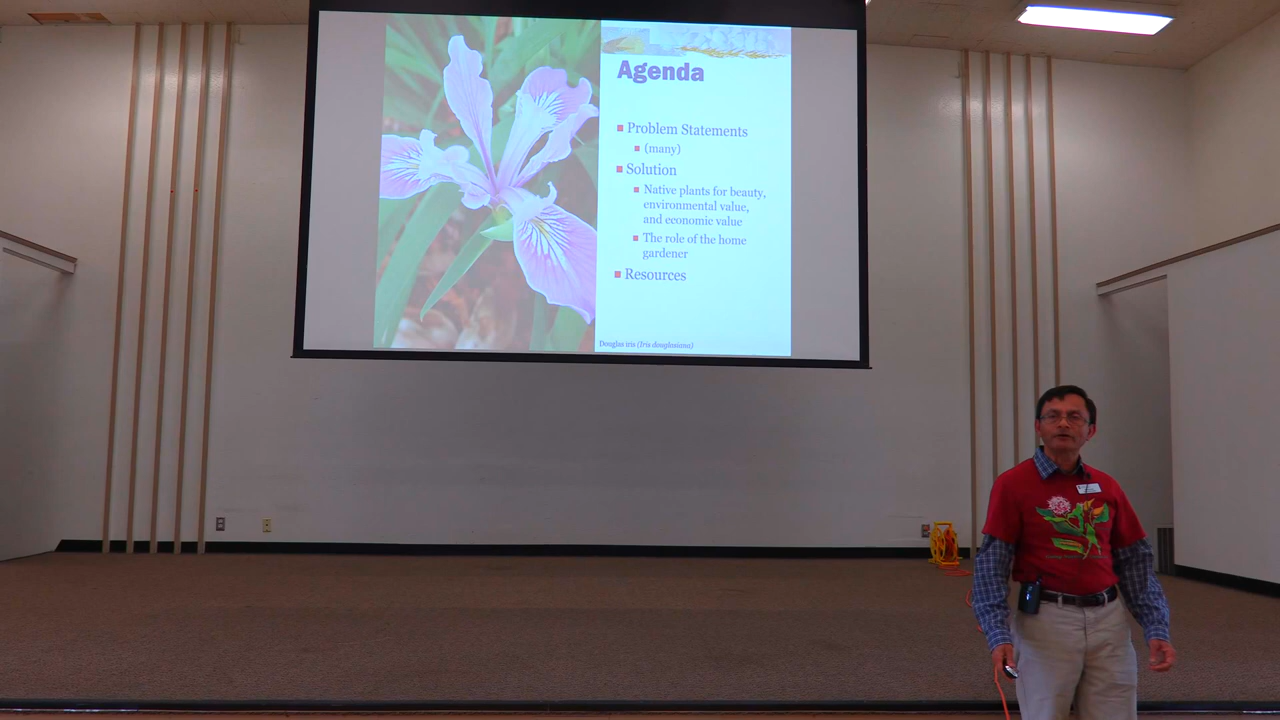 Agenda
Problem Statements
(many)
Solution
Native plants for beauty,
environmental value,
and economic value
The role of the home
gardener
Resources
Douglas iris (Iris douglasiana)